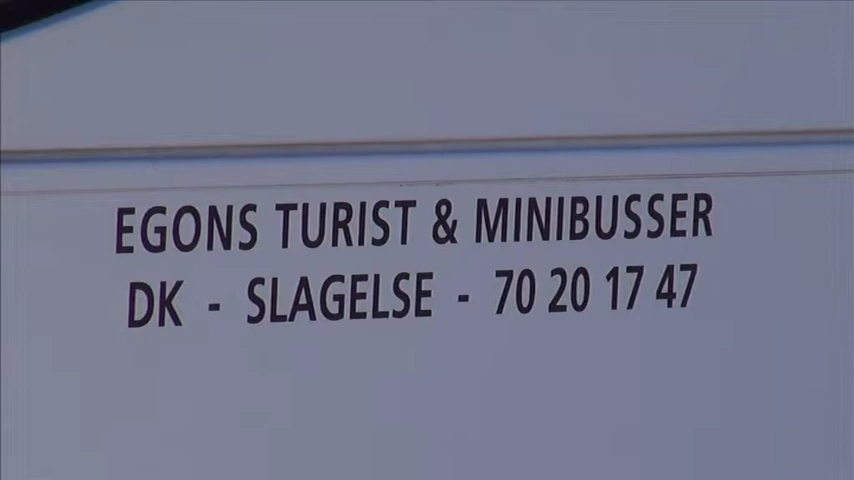 EGONS TURIST & MINIBUSSER
DK - SLAGELSE - 70 20 17 47